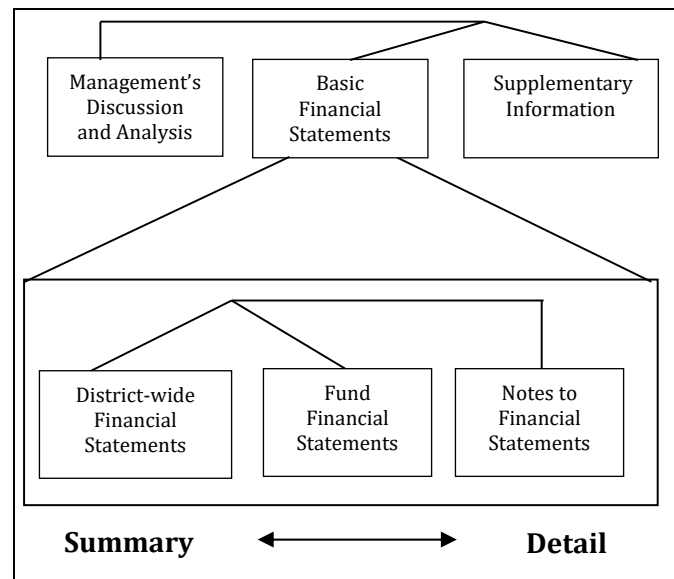 Management’s
Discussion
and Analysis
Basic
Financial
Statements
Supplementary
Information
District-wide
Financial
Statements
Fund
Financial
Statements
Notes to
Financial
Statements
Summary
Detail